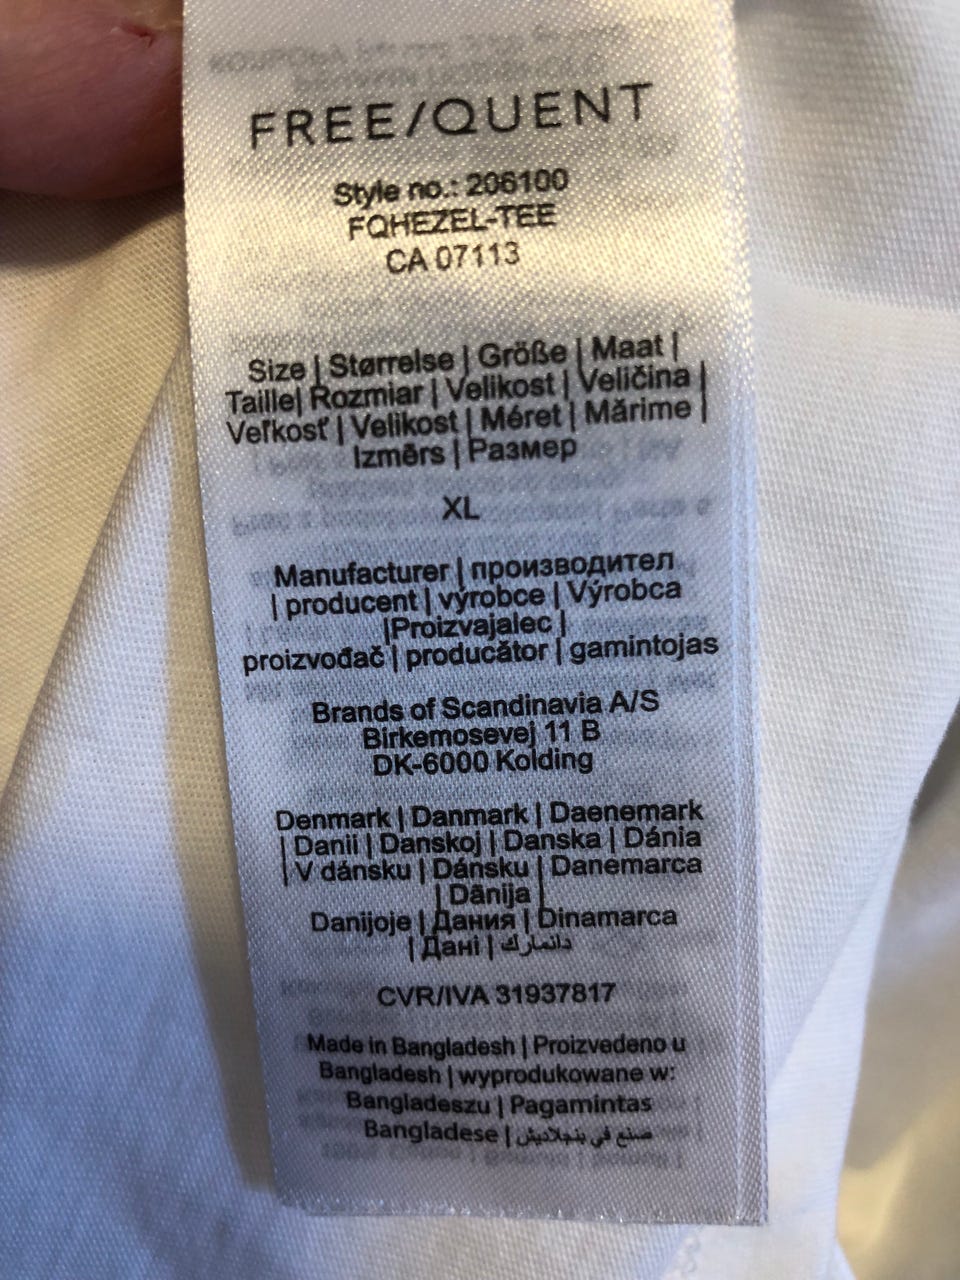 FREE/QUENT
Style no.: 206100
FQHEZEL-TEE
CA 07113
Size | Størrelse | Größe | Maat |
Taille| Rozmiar | Velikost | Veličina |
Veľkosť | Velikost | Méret | Mărime |
Izmērs | Размер
XL
Manufacturer | производител
| producent | výrobce | Výrobca
|Proizvajalec |
proizvođač | producător | gamintojas
Brands of Scandinavia A/S
Birkemosevej 11 B
DK-6000 Kolding
Denmark | Danmark | Daenemark
| Danii | Danskoj | Danska | Dánia
| V dánsku | Dánsku | Danemarca
| Dānija |
Danijoje | Дания | Dinamarca
| Дані | دانمارك
CVR/IVA 31937817
Made in Bangladesh | Proizvedeno u
Bangladesh | wyprodukowane w:
Bangladeszu | Pagamintas
Bangladese | صنع في بنجلاديش